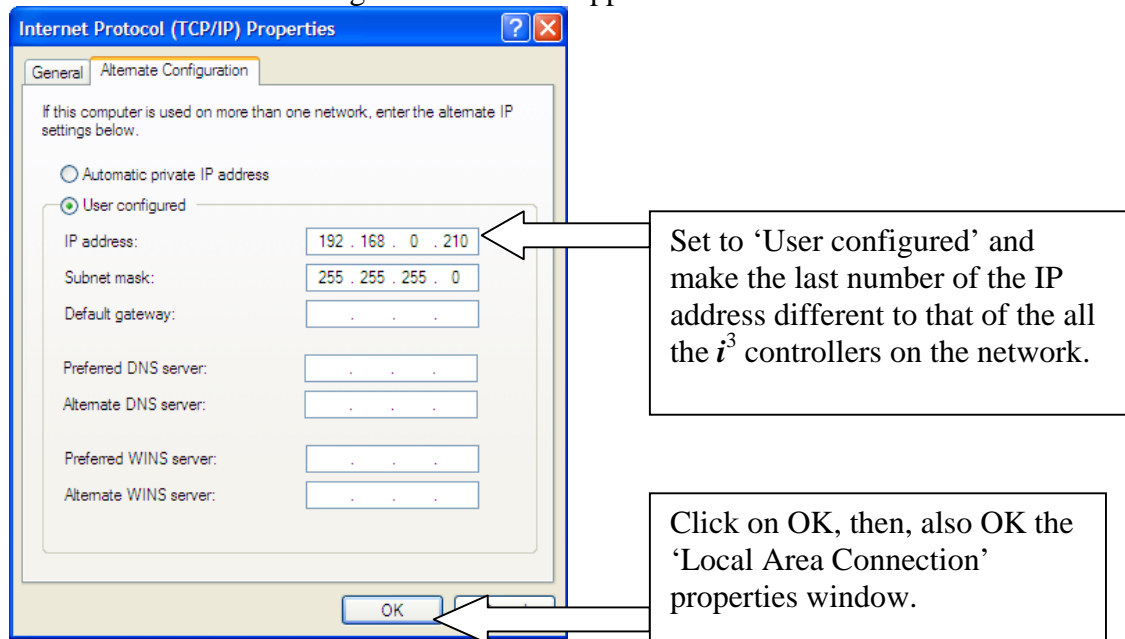 Internet Protocol (TCP/IP) Properties
General Alternate Configuration
If this computer is used on more than one network, enter the alternate IP
settings below.
Automatic private IP address
User configured
IP address: 192 . 168 . 0 . 210
Subnet mask: 255 . 255 . 255 . 0
Default gateway: . . .
Preferred DNS server: . . .
Alternate DNS server: . . .
Preferred WINS server: . . .
Alternate WINS server: . . .
OK
Set to ‘User configured’ and
make the last number of the IP
address different to that of the all
the i³ controllers on the network.
Click on OK, then, also OK the
‘Local Area Connection’
properties window.